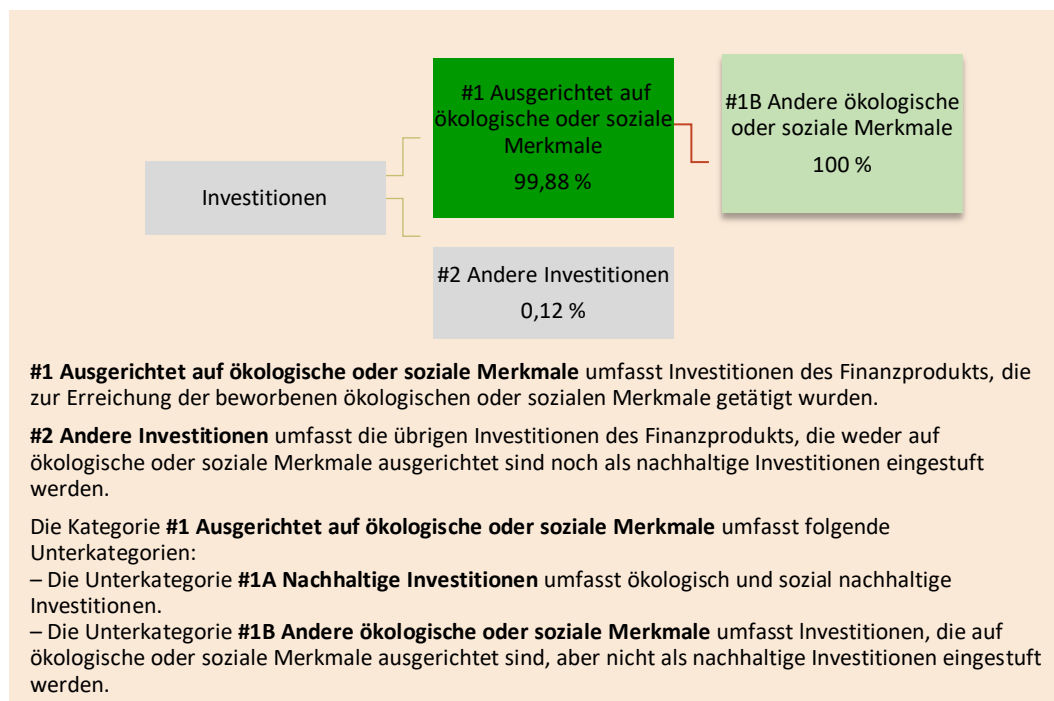 #1 Ausgerichtet auf
ökologische oder soziale
Merkmale
99,88 %
#1B Andere ökologische
oder soziale Merkmale
100 %
Investitionen
#2 Andere Investitionen
0,12 %
#1 Ausgerichtet auf ökologische oder soziale Merkmale umfasst Investitionen des Finanzprodukts, die
zur Erreichung der beworbenen ökologischen oder sozialen Merkmale getätigt wurden.
#2 Andere Investitionen umfasst die übrigen Investitionen des Finanzprodukts, die weder auf
ökologische oder soziale Merkmale ausgerichtet sind noch als nachhaltige Investitionen eingestuft
werden.
Die Kategorie #1 Ausgerichtet auf ökologische oder soziale Merkmale umfasst folgende
Unterkategorien:
– Die Unterkategorie #1A Nachhaltige Investitionen umfasst ökologisch und sozial nachhaltige
Investitionen.
– Die Unterkategorie #1B Andere ökologische oder soziale Merkmale umfasst Investitionen, die auf
ökologische oder soziale Merkmale ausgerichtet sind, aber nicht als nachhaltige Investitionen eingestuft
werden.